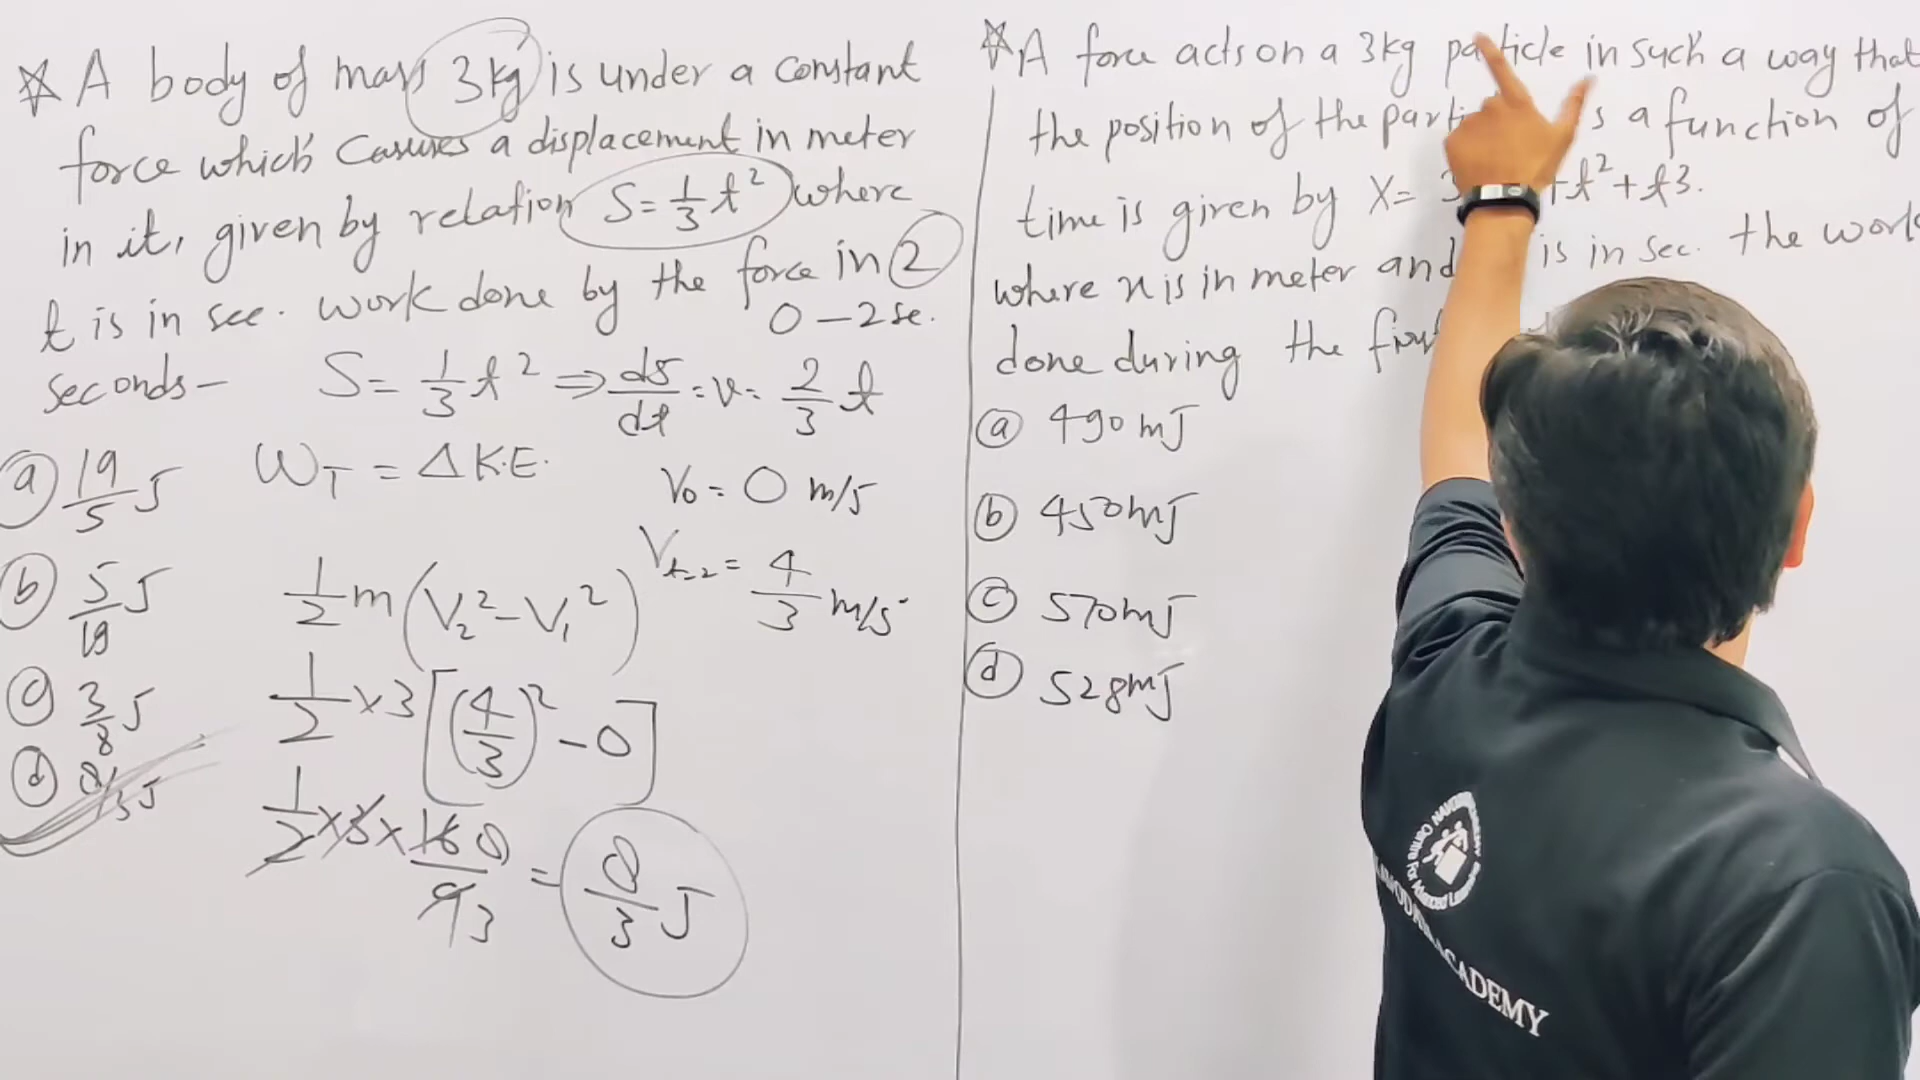 A body of mass 3kg is under a constant
force which causes a displacement in meter
in it, given by relation S = 1/3 t² where
t is in sec. work done by the force in 2
seconds –
0 – 2 se.
S = 1/3 t² ⇒ ds/dt = v = 2/3 t
W_T = Δ K.E.
V₀ = 0 m/s
V_t=2 = 4/3 m/s
1/2 m (V₂² – V₁²)
1/2 × 3 [(4/3)² – 0]
1/2 × 3 × 16 8 / 9 3 = 8/3 J
(a) 19/5 J
(b) 5/19 J
(c) 3/8 J
(d) 8/3 J
A force acts on a 3kg particle in such a way that
the position of the parti s a function of
time is given by X = 3 + t² + t3.
where x is in meter and is in sec. the work
done during the first
(a) 490 mJ
(b) 450 mJ
(c) 570 mJ
(d) 528 mJ
ACADEMY